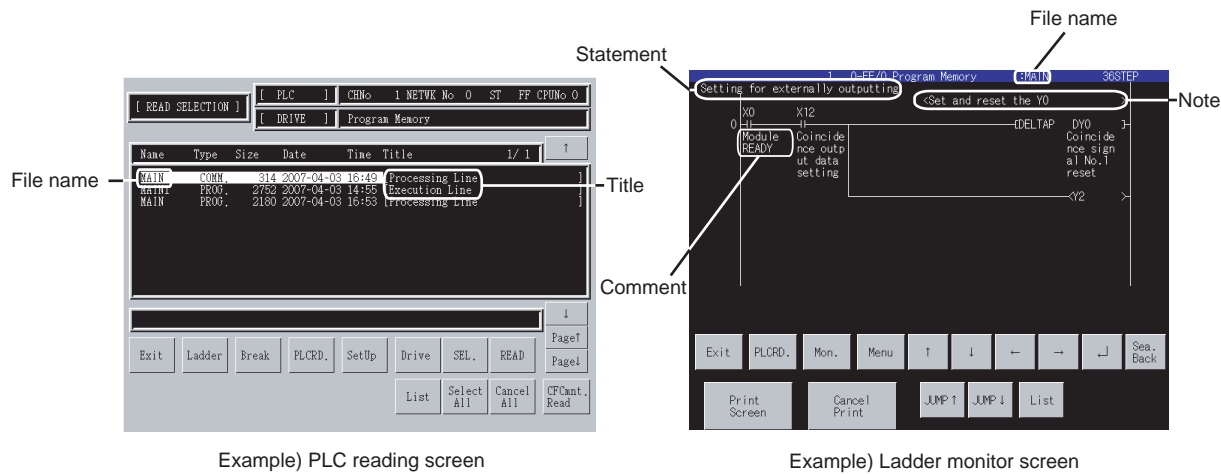 File name
Statement
[ READ SELECTION ]
[ PLC ] CHNo 1 NETWK No 0 ST FF CPUNo 0
[ DRIVE ] Program Memory
Name Type Size Date Time Title 1/ 1 ↑
MAIN COMM. 314 2007-04-03 16:49 [Processing Line ]
MAIN1 PROG. 2752 2007-04-03 14:55 [Execution Line ]
MAIN PROG. 2180 2007-04-03 16:53 [Processing Line ]
File name
Title
↓
Page↑
Exit Ladder Break PLCRD. SetUp Drive SEL. READ Page↓
List Select All Cancel All CFCmnt. Read
Example) PLC reading screen
1 0-FF/0 Program Memory :MAIN 36STEP
Setting for externally outputting
<Set and reset the Y0 >
Note
X0 X12
0 [DELTAP DY0 ]
Module READY
Coincide
nce outp
ut data
setting
Coincide
nce sign
al No.1
reset
<Y2 >
Comment
Exit PLCRD. Mon. Menu ↑ ↓ ← → ↵ Sea. Back
Print Screen Cancel Print JUMP↑ JUMP↓ List
Example) Ladder monitor screen